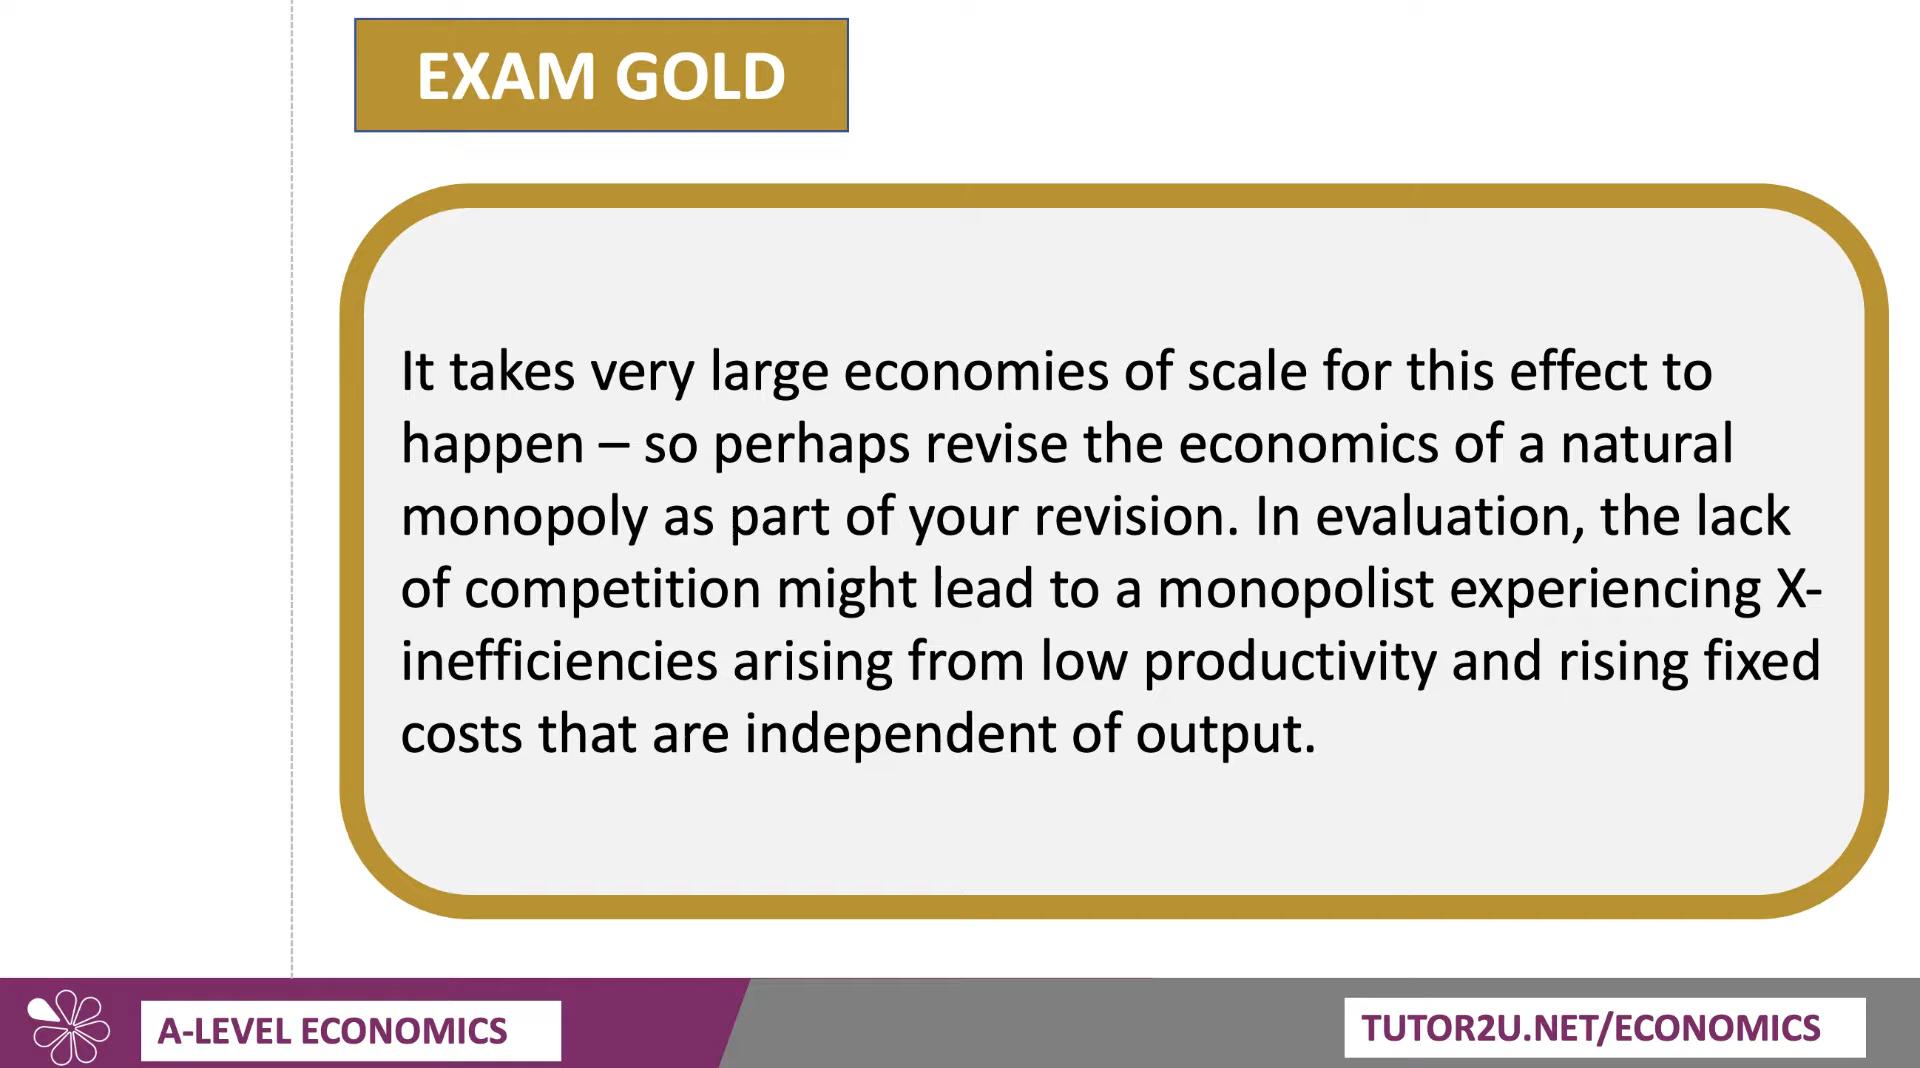 EXAM GOLD
It takes very large economies of scale for this effect to
happen – so perhaps revise the economics of a natural
monopoly as part of your revision. In evaluation, the lack
of competition might lead to a monopolist experiencing X-
inefficiencies arising from low productivity and rising fixed
costs that are independent of output.
A-LEVEL ECONOMICS
TUTOR2U.NET/ECONOMICS